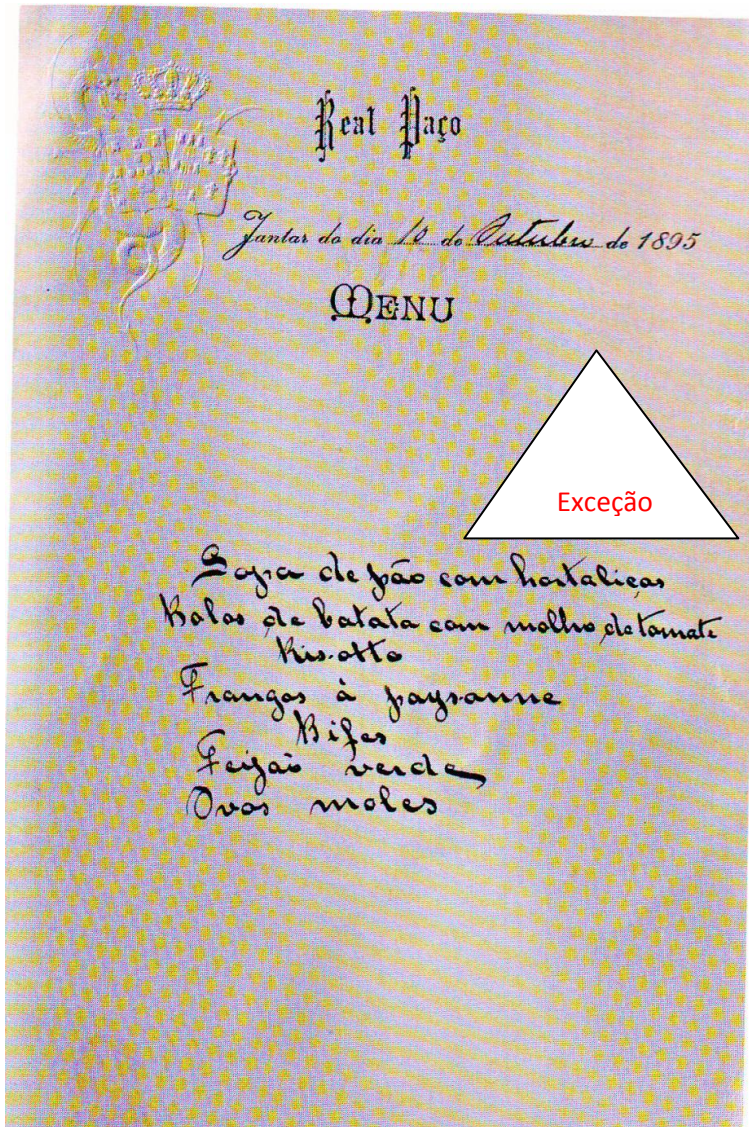 Real Paço
Jantar do dia 10 de Outubro de 1895
MENU
Exceção
Sopa de pão com hortaliças
Bolos de batata com molho de tomate
Risotto
Frangos à paysanne
Bifes
Feijão verde
Ovos moles